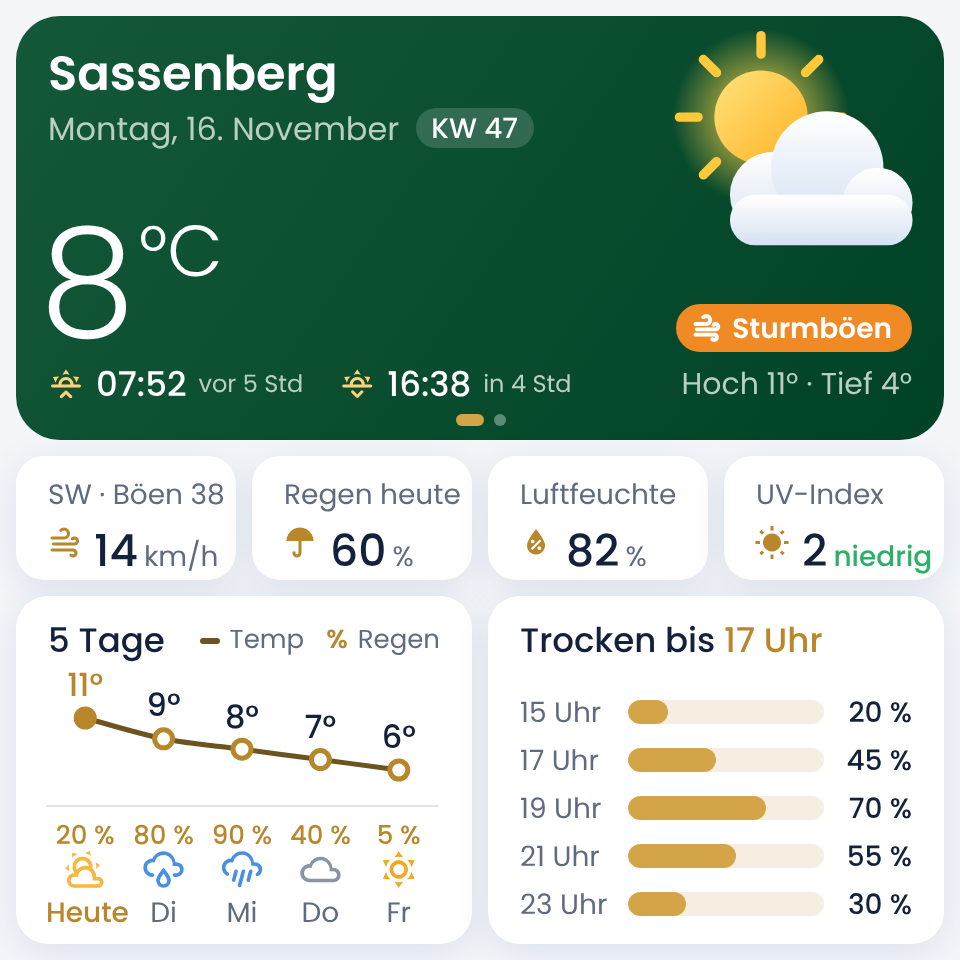 Sassenberg
Montag, 16. November KW 47
8°C
Sturmböen
07:52 vor 5 Std 16:38 in 4 Std Hoch 11° · Tief 4°
SW · Böen 38
14 km/h
Regen heute
60 %
Luftfeuchte
82 %
UV-Index
2 niedrig
5 Tage Temp % Regen
11° 9° 8° 7° 6°
20 % 80 % 90 % 40 % 5 %
Heute Di Mi Do Fr
Trocken bis 17 Uhr
15 Uhr 20 %
17 Uhr 45 %
19 Uhr 70 %
21 Uhr 55 %
23 Uhr 30 %